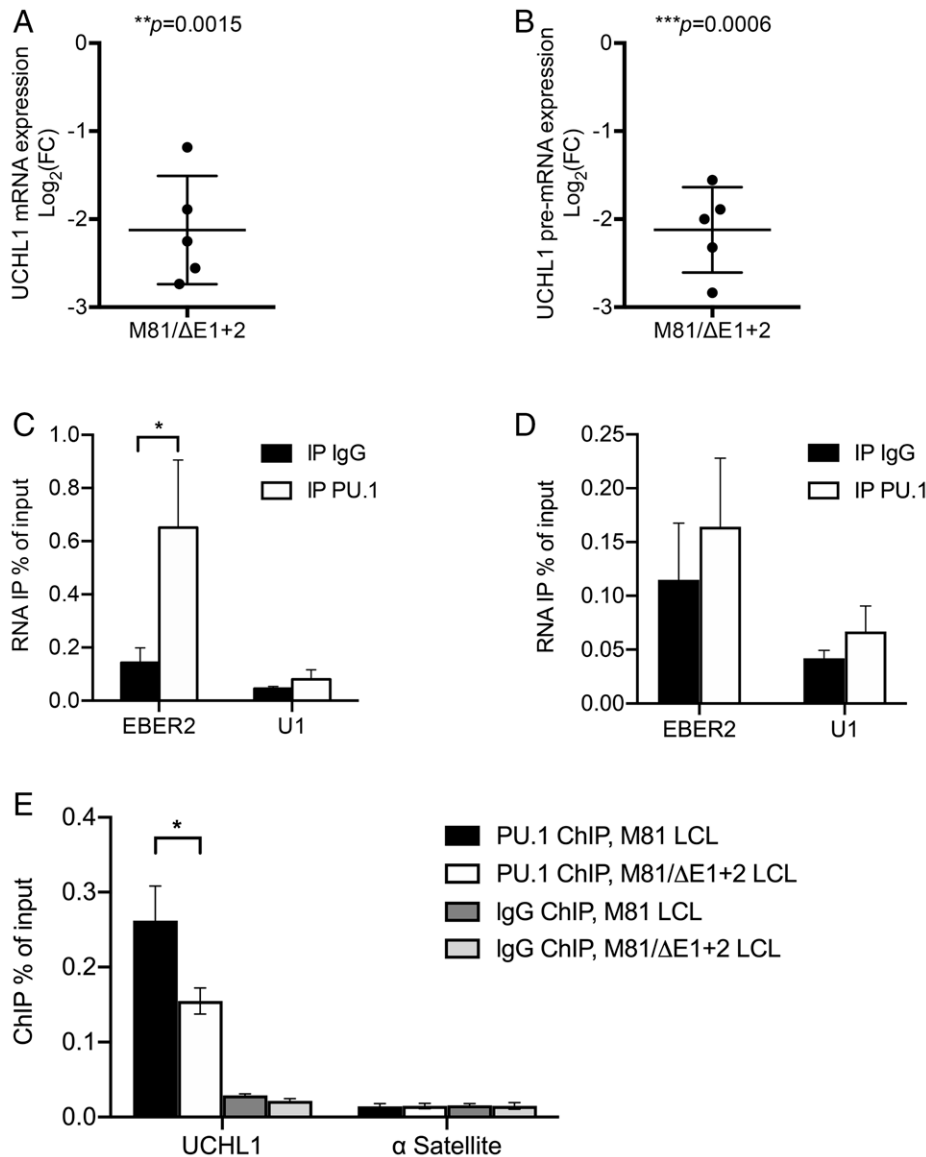 A
**p=0.0015
UCHL1 mRNA expression
Log2(FC)
0
-1
-2
-3
M81/ΔE1+2
B
***p=0.0006
UCHL1 pre-mRNA expression
Log2(FC)
0
-1
-2
-3
M81/ΔE1+2
C
RNA IP % of input
1.0
0.8
0.6
0.4
0.2
0.0
*
IP IgG
IP PU.1
EBER2
U1
D
RNA IP % of input
0.25
0.20
0.15
0.10
0.05
0.00
IP IgG
IP PU.1
EBER2
U1
E
ChIP % of input
0.4
0.3
0.2
0.1
0.0
*
PU.1 ChIP, M81 LCL
PU.1 ChIP, M81/ΔE1+2 LCL
IgG ChIP, M81 LCL
IgG ChIP, M81/ΔE1+2 LCL
UCHL1
α Satellite